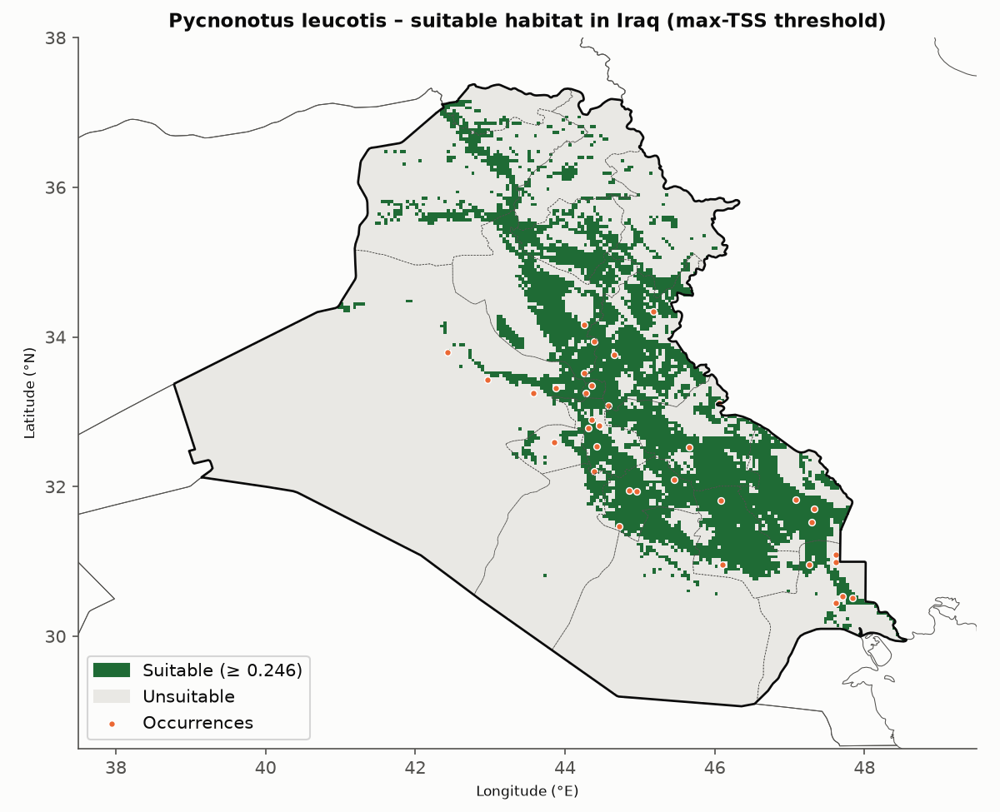 Pycnonotus leucotis – suitable habitat in Iraq (max-TSS threshold)
38
36
34
32
30
Latitude (°N)
Suitable (≥ 0.246)
Unsuitable
Occurrences
38
40
42
44
46
48
Longitude (°E)